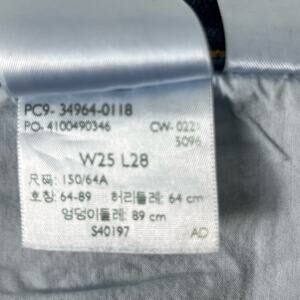 PC9- 34964-0118
PO- 4100490346 CW- 0221
5096
W25 L28
尺码: 150/64A
호칭: 64-89 허리둘레: 64 cm
엉덩이둘레: 89 cm
S40197 AD